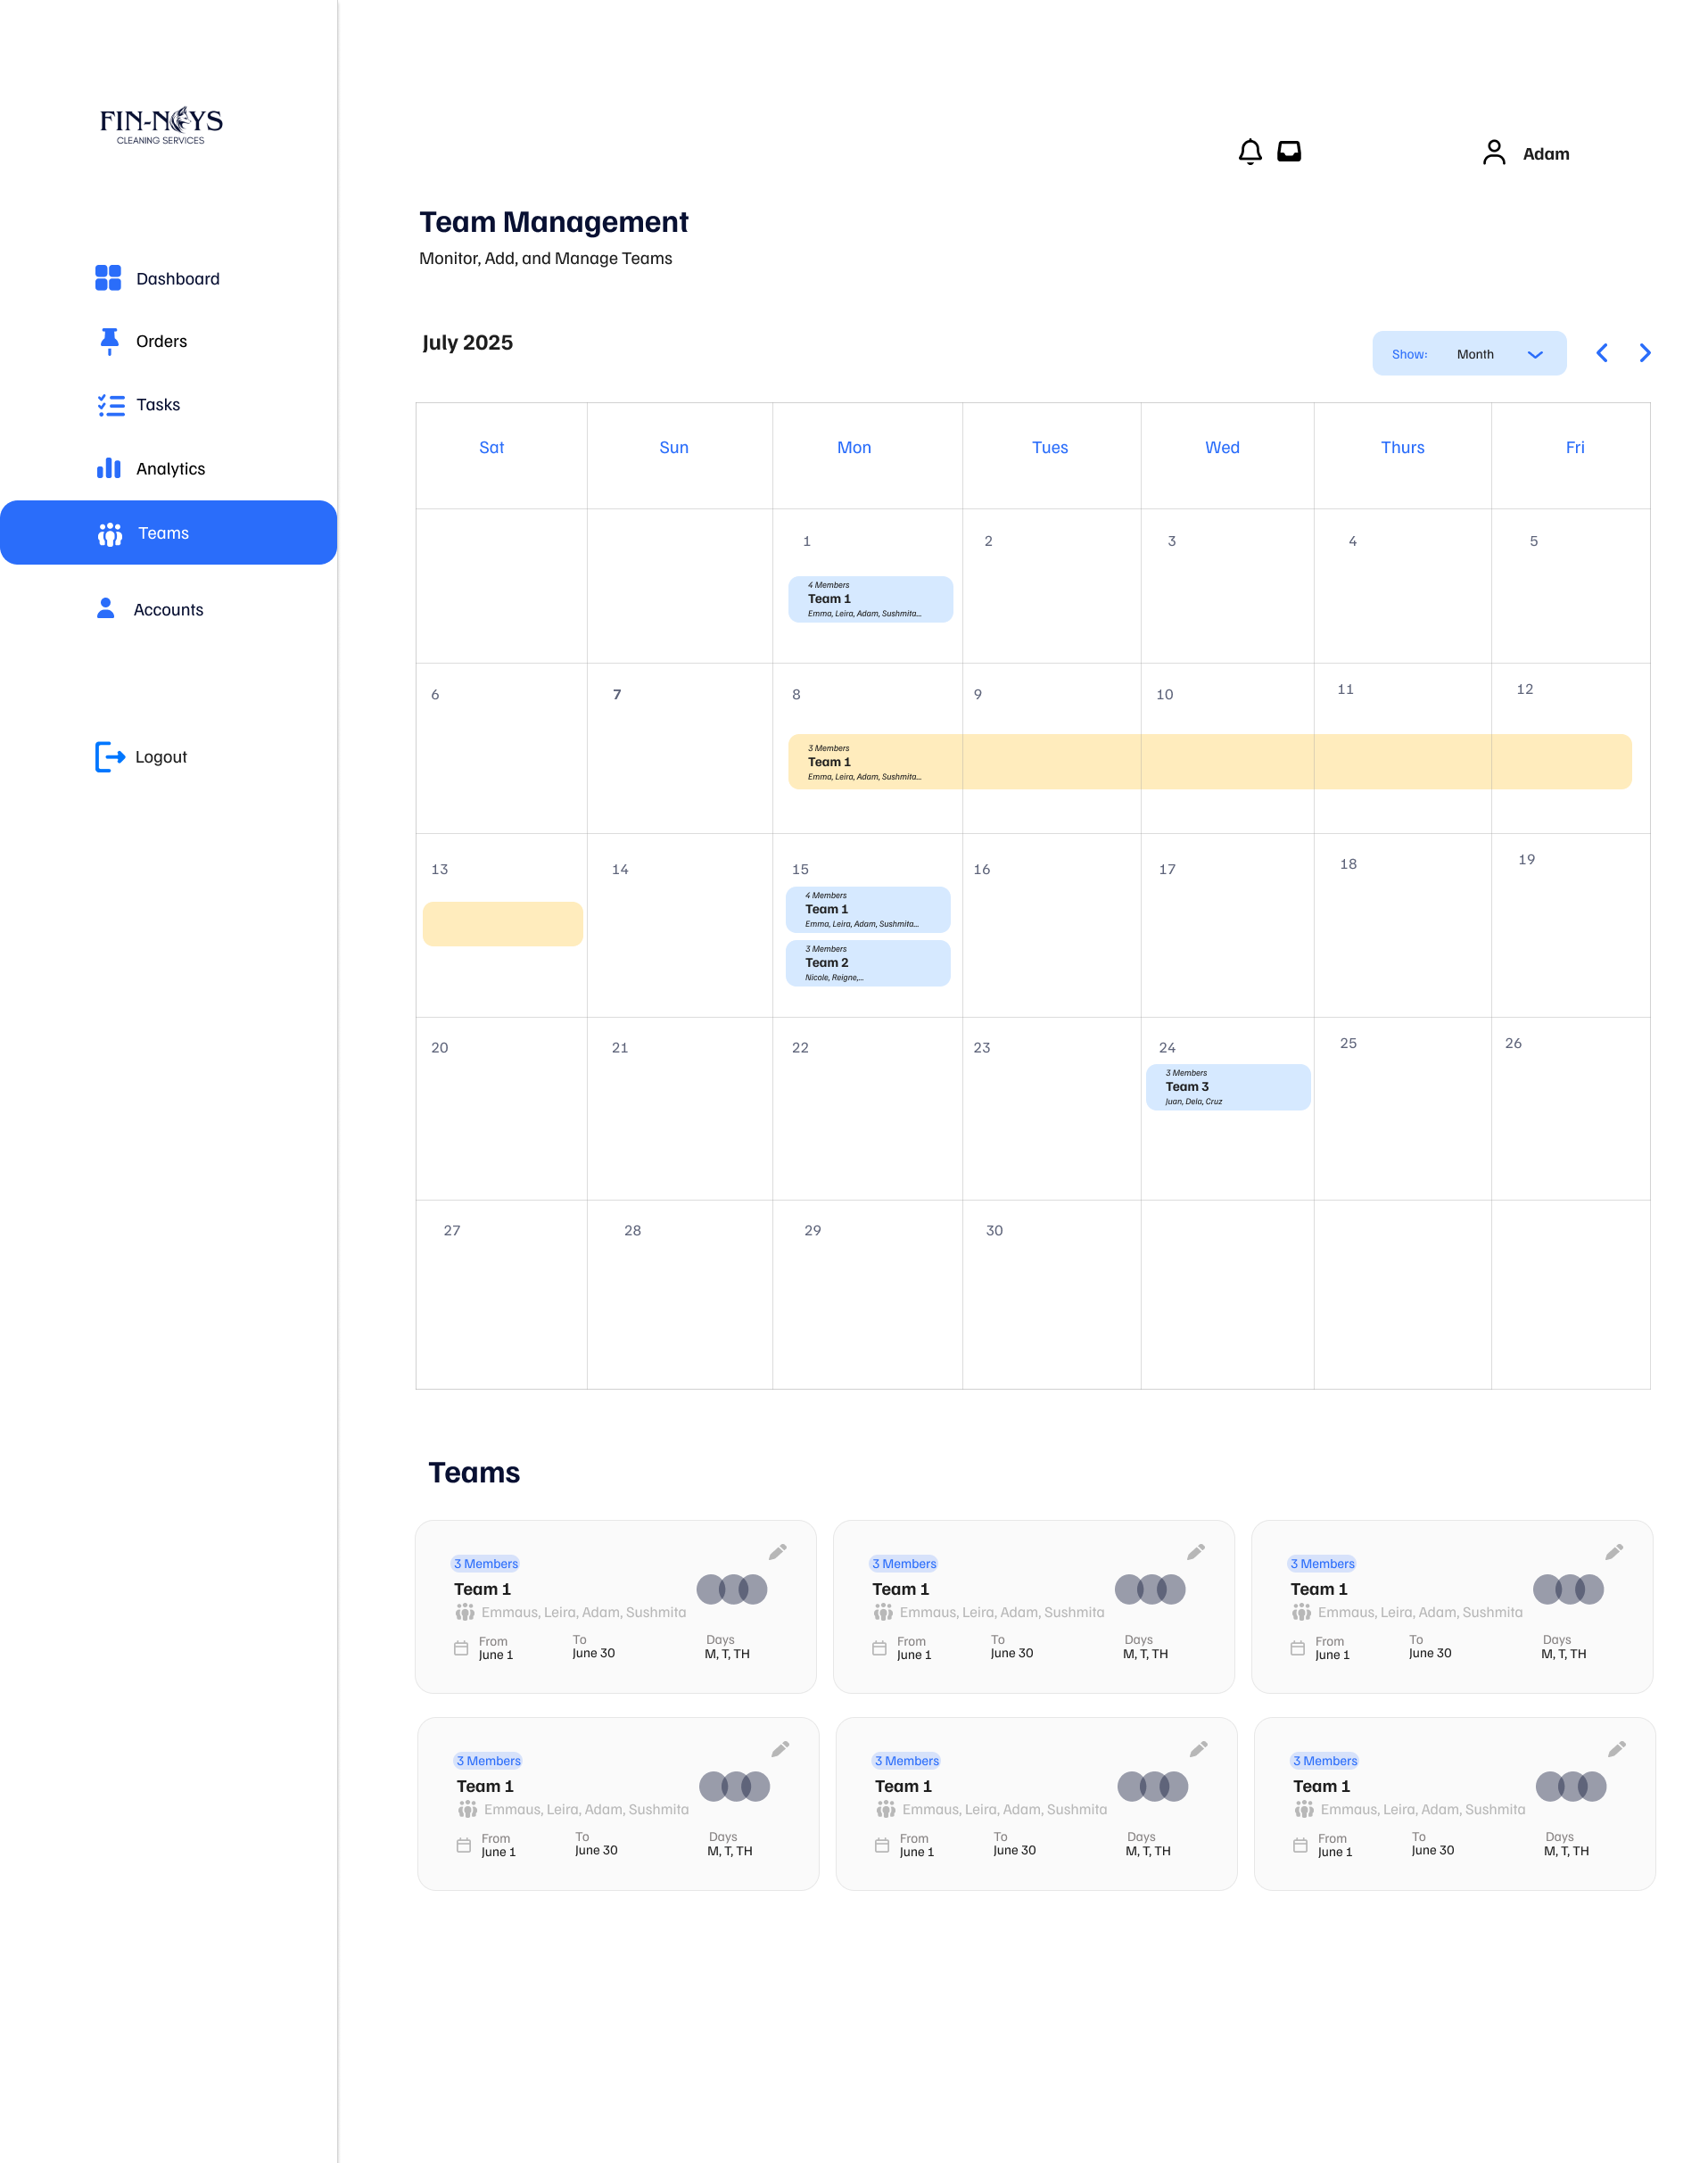 FIN-NOYS
CLEANING SERVICES
Adam
Team Management
Monitor, Add, and Manage Teams
Dashboard
Orders
Tasks
Analytics
Teams
Accounts
Logout
July 2025
Show: Month
Sat Sun Mon Tues Wed Thurs Fri
1 2 3 4 5
4 Members
Team 1
Emma, Leira, Adam, Sushmita...
6 7 8 9 10 11 12
3 Members
Team 1
Emma, Leira, Adam, Sushmita...
13 14 15 16 17 18 19
4 Members
Team 1
Emma, Leira, Adam, Sushmita...
3 Members
Team 2
Nicole, Reigne,...
20 21 22 23 24 25 26
3 Members
Team 3
Juan, Dela, Cruz
27 28 29 30
Teams
3 Members
Team 1
Emmaus, Leira, Adam, Sushmita
From To Days
June 1 June 30 M, T, TH
3 Members
Team 1
Emmaus, Leira, Adam, Sushmita
From To Days
June 1 June 30 M, T, TH
3 Members
Team 1
Emmaus, Leira, Adam, Sushmita
From To Days
June 1 June 30 M, T, TH
3 Members
Team 1
Emmaus, Leira, Adam, Sushmita
From To Days
June 1 June 30 M, T, TH
3 Members
Team 1
Emmaus, Leira, Adam, Sushmita
From To Days
June 1 June 30 M, T, TH
3 Members
Team 1
Emmaus, Leira, Adam, Sushmita
From To Days
June 1 June 30 M, T, TH